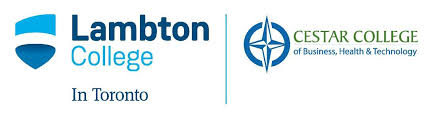 Lambton
College
In Toronto
CESTAR COLLEGE
of Business, Health & Technology